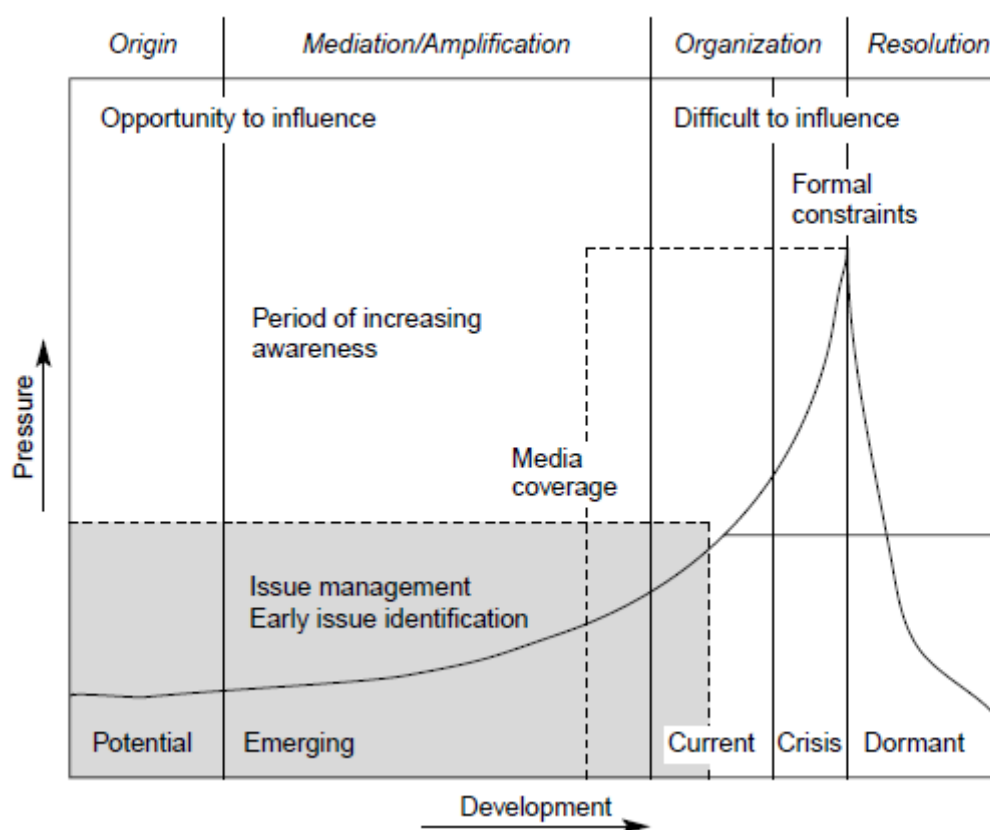 Origin
Mediation/Amplification
Organization
Resolution
Opportunity to influence
Difficult to influence
Formal
constraints
Period of increasing
awareness
Pressure
Media
coverage
Issue management
Early issue identification
Potential
Emerging
Current
Crisis
Dormant
Development